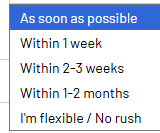 As soon as possible
Within 1 week
Within 2-3 weeks
Within 1-2 months
I'm flexible / No rush